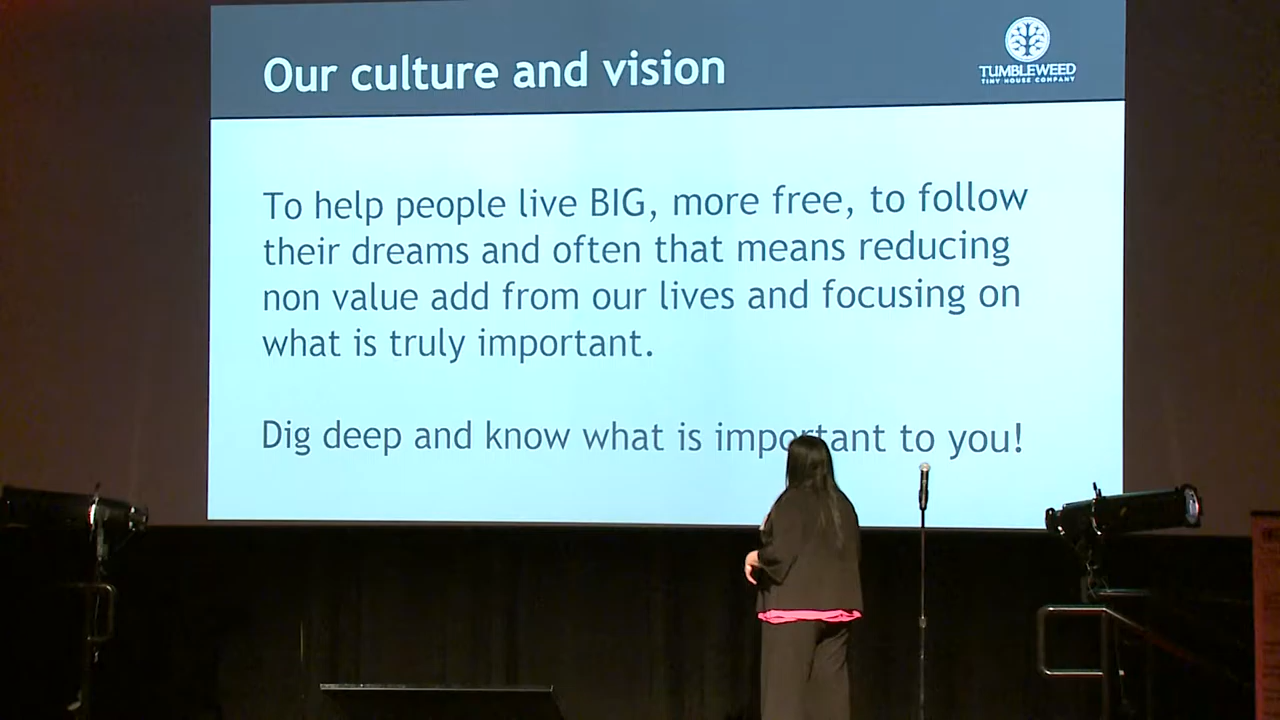 Our culture and vision
TUMBLEWEED
TINY HOUSE COMPANY
To help people live BIG, more free, to follow
their dreams and often that means reducing
non value add from our lives and focusing on
what is truly important.
Dig deep and know what is important to you!